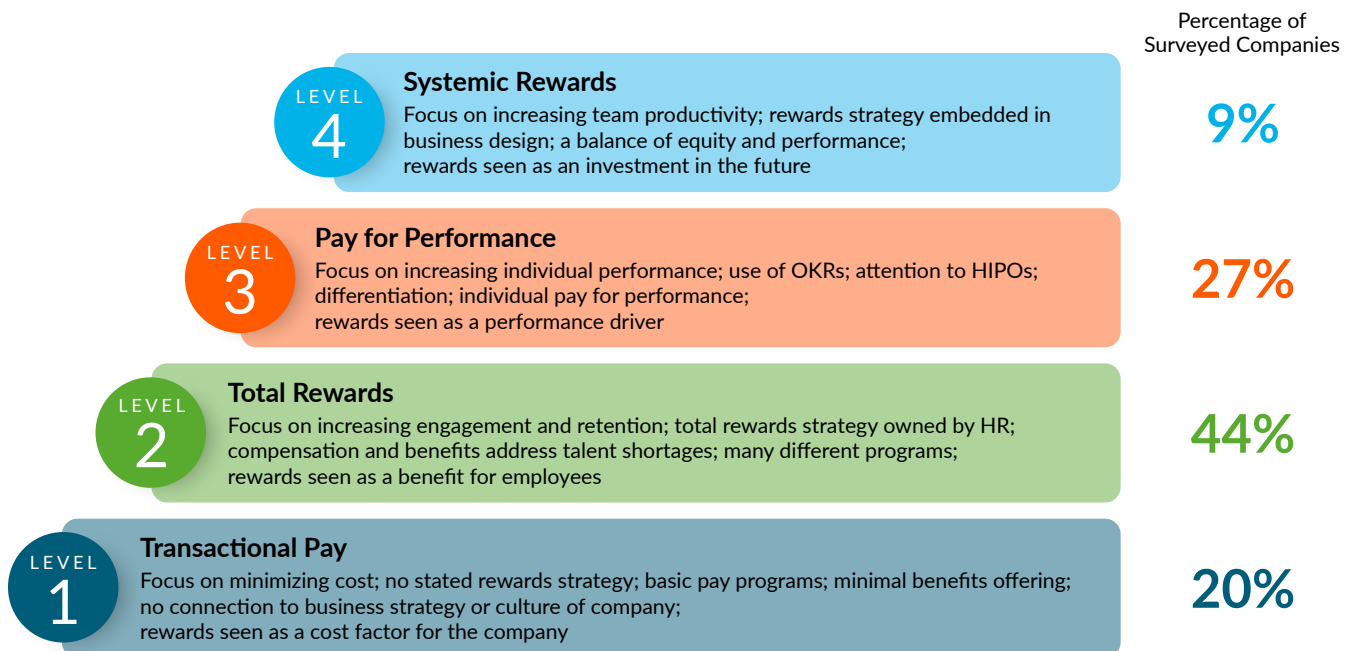 Percentage of
Surveyed Companies
LEVEL
4
Systemic Rewards
Focus on increasing team productivity; rewards strategy embedded in
business design; a balance of equity and performance;
rewards seen as an investment in the future
9%
LEVEL
3
Pay for Performance
Focus on increasing individual performance; use of OKRs; attention to HIPOs;
differentiation; individual pay for performance;
rewards seen as a performance driver
27%
LEVEL
2
Total Rewards
Focus on increasing engagement and retention; total rewards strategy owned by HR;
compensation and benefits address talent shortages; many different programs;
rewards seen as a benefit for employees
44%
LEVEL
1
Transactional Pay
Focus on minimizing cost; no stated rewards strategy; basic pay programs; minimal benefits offering;
no connection to business strategy or culture of company;
rewards seen as a cost factor for the company
20%